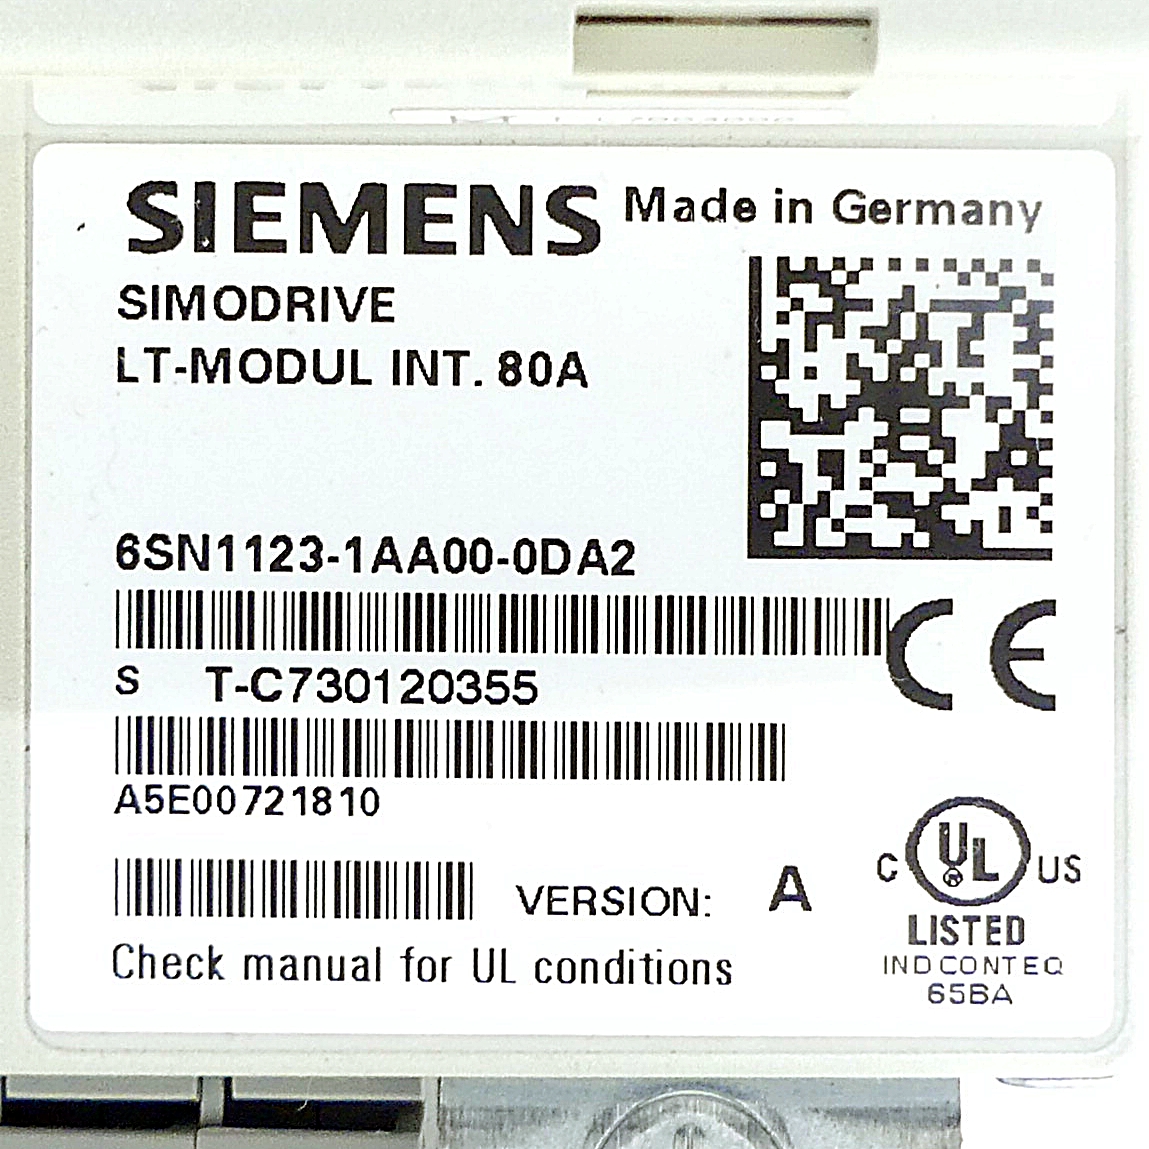 SIEMENS Made in Germany
SIMODRIVE
LT-MODUL INT. 80A
6SN1123-1AA00-0DA2
CE
S T-C730120355
A5E00721810
VERSION: A
C UL ® US
LISTED
Check manual for UL conditions
IND CONT EQ
65BA